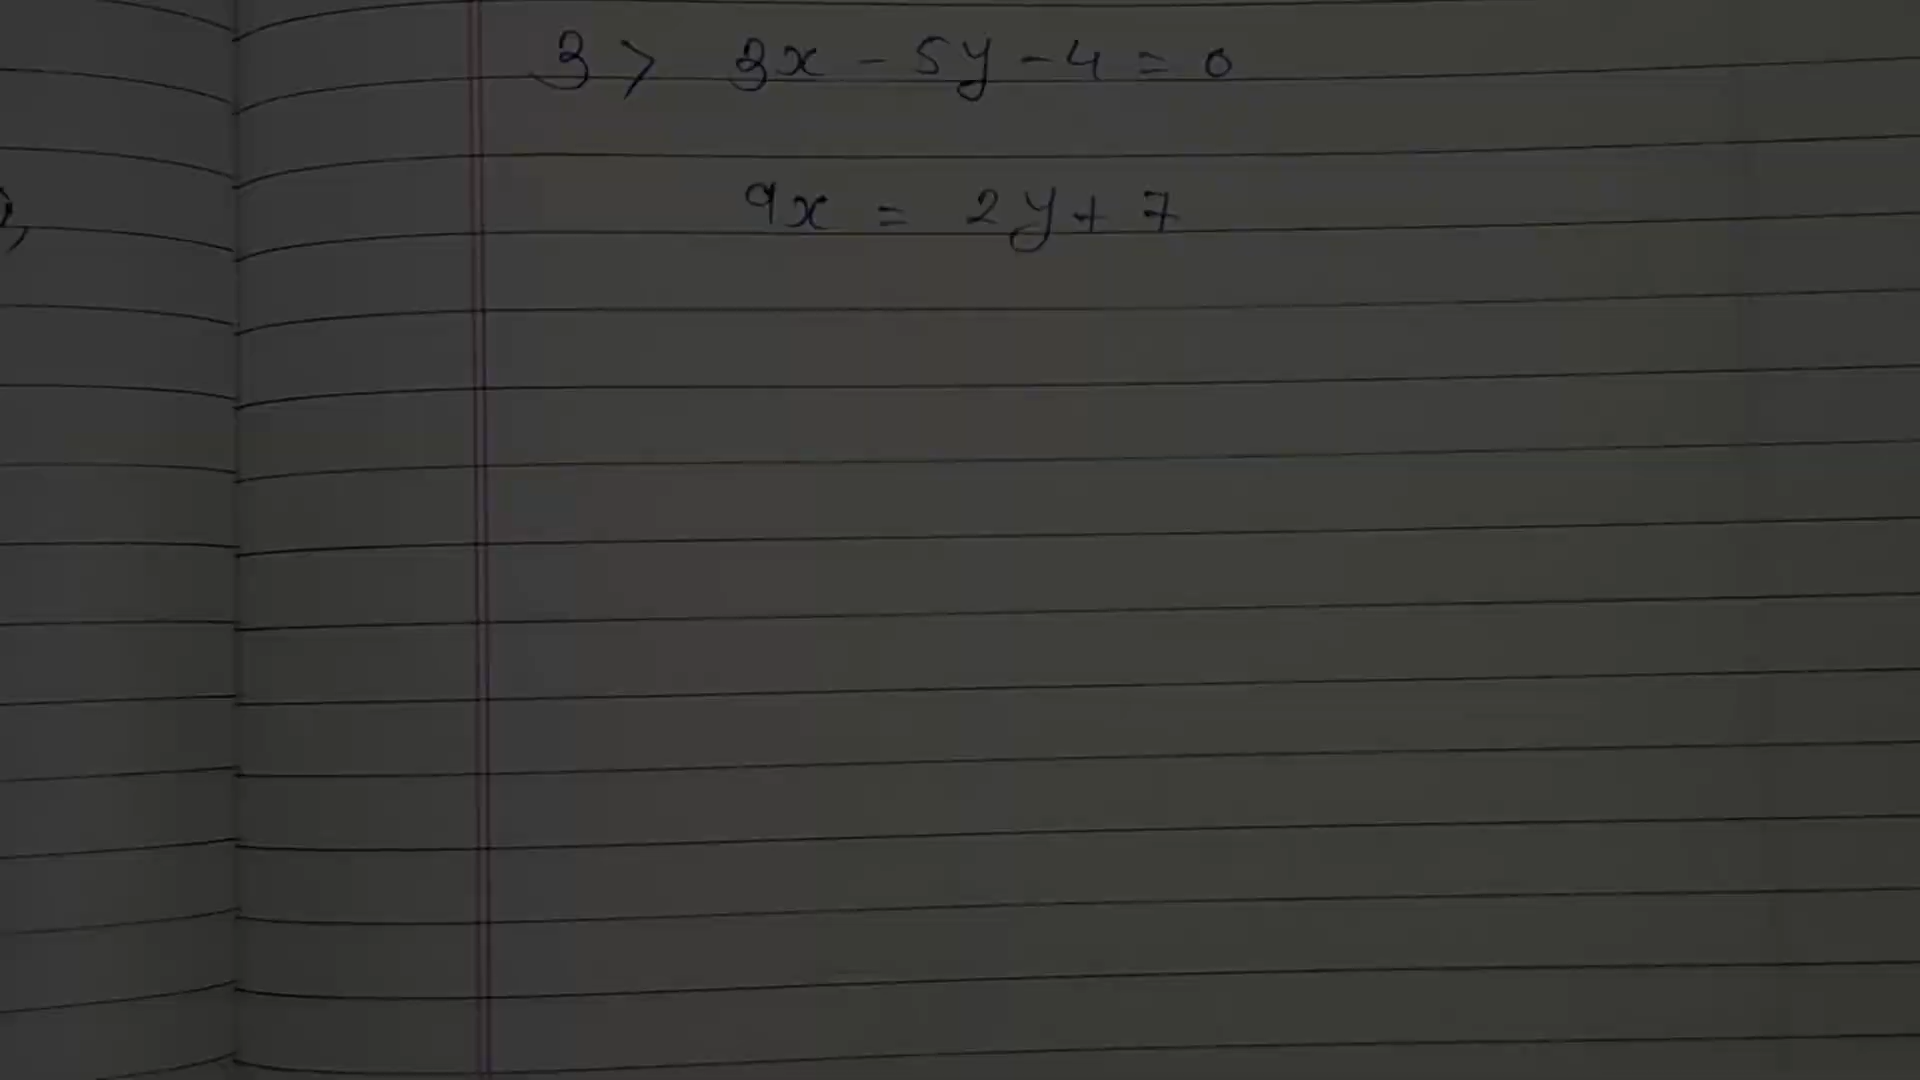 3> 3x - 5y - 4 = 0
9x = 2y + 7